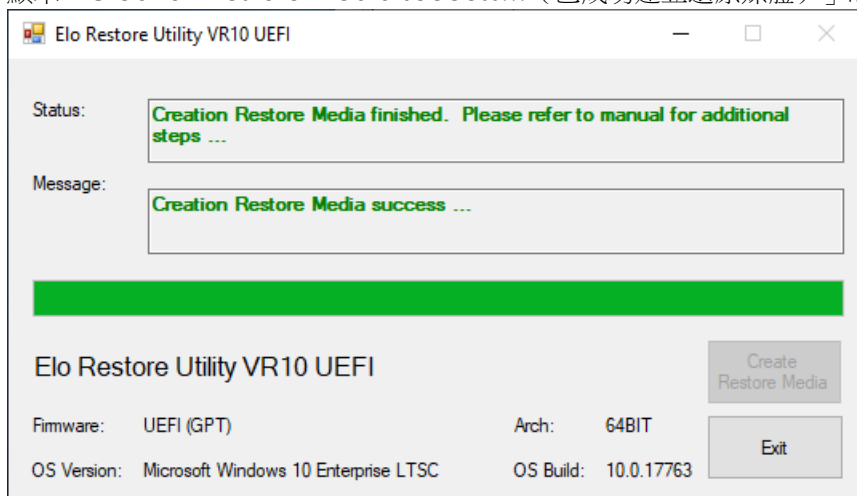 Elo Restore Utility VR10 UEFI
Status:
Creation Restore Media finished. Please refer to manual for additional
steps ...
Message:
Creation Restore Media success ...
Elo Restore Utility VR10 UEFI
Create
Restore Media
Firmware: UEFI (GPT) Arch: 64BIT
Exit
OS Version: Microsoft Windows 10 Enterprise LTSC OS Build: 10.0.17763